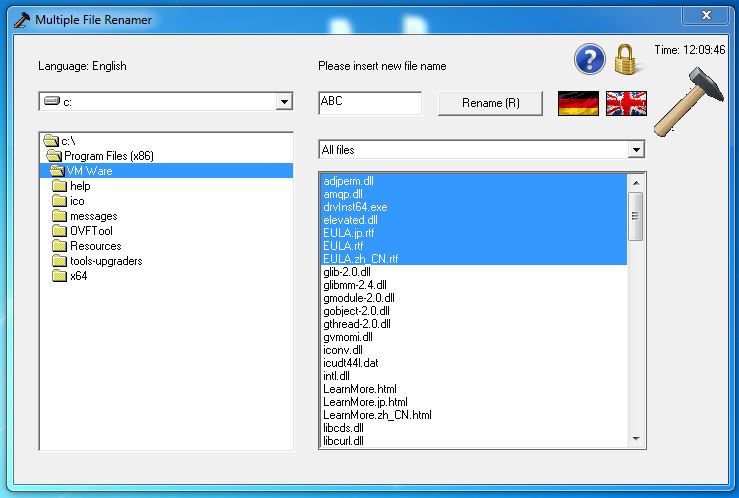 Multiple File Renamer
Time: 12:09:46
Language: English
Please insert new file name
c:
ABC
Rename (R)
c:\
Program Files (x86)
VM Ware
help
ico
messages
OVFTool
Resources
tools-upgraders
x64
All files
adjperm.dll
amqp.dll
drvInst64.exe
elevated.dll
EULA.jp.rtf
EULA.rtf
EULA.zh_CN.rtf
glib-2.0.dll
glibmm-2.4.dll
gmodule-2.0.dll
gobject-2.0.dll
gthread-2.0.dll
gvmomi.dll
iconv.dll
icudt44l.dat
intl.dll
LearnMore.html
LearnMore.jp.html
LearnMore.zh_CN.html
libcds.dll
libcurl.dll